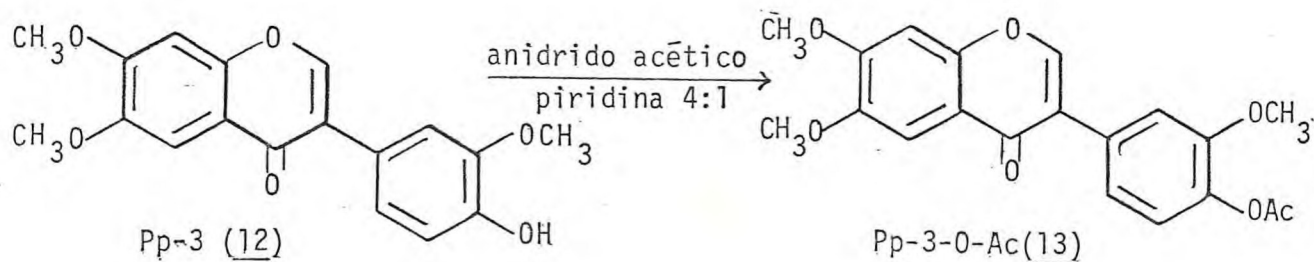 CH₃O
O
CH₃O
O
OCH₃
OH
Pp-3 (12)
anidrido acético
piridina 4:1
CH₃O
O
CH₃O
O
OCH₃
OAc
Pp-3-O-Ac(13)